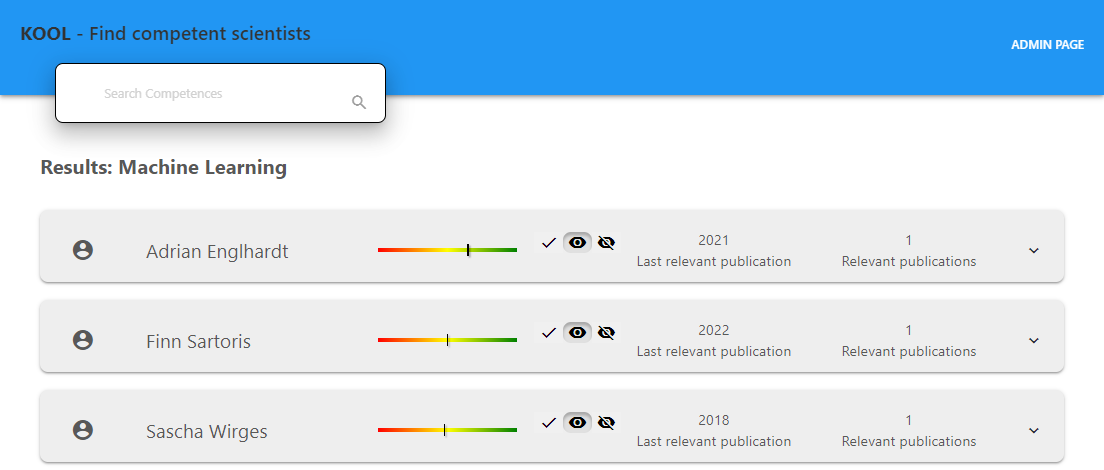 KOOL - Find competent scientists
ADMIN PAGE
Search Competences
Results: Machine Learning
Adrian Englhardt
2021
Last relevant publication
1
Relevant publications
Finn Sartoris
2022
Last relevant publication
1
Relevant publications
Sascha Wirges
2018
Last relevant publication
1
Relevant publications